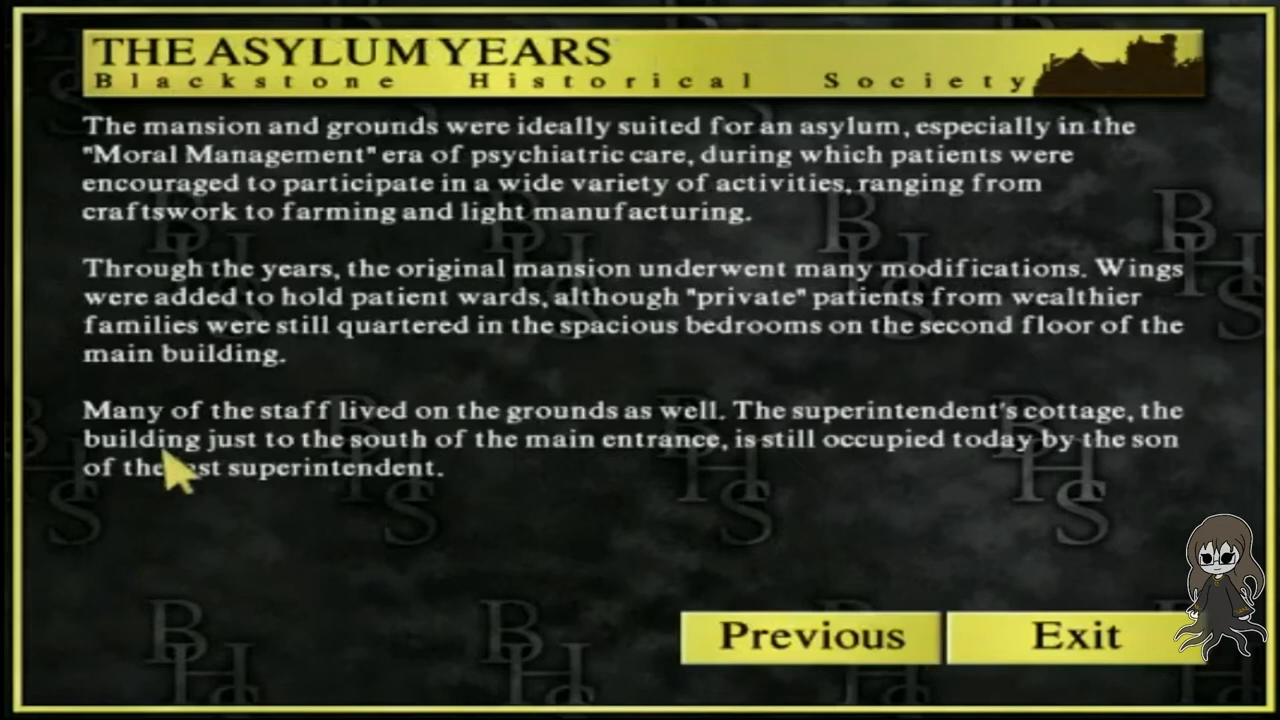 THE ASYLUM YEARS
Blackstone Historical Society
The mansion and grounds were ideally suited for an asylum, especially in the
"Moral Management" era of psychiatric care, during which patients were
encouraged to participate in a wide variety of activities, ranging from
craftswork to farming and light manufacturing.
Through the years, the original mansion underwent many modifications. Wings
were added to hold patient wards, although "private" patients from wealthier
families were still quartered in the spacious bedrooms on the second floor of the
main building.
Many of the staff lived on the grounds as well. The superintendent's cottage, the
building just to the south of the main entrance, is still occupied today by the son
of the superintendent.
Previous
Exit